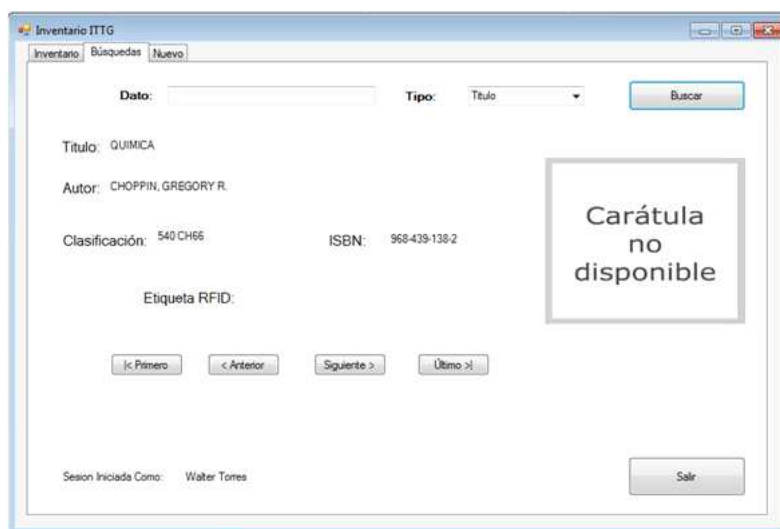 Inventario ITTG
Inventario Búsquedas Nuevo
Dato: Tipo: Título Buscar
Titulo: QUIMICA
Autor: CHOPPIN, GREGORY R.
Clasificación: 540 CH66 ISBN: 968-439-138-2
Carátula
no
disponible
Etiqueta RFID:
|< Primero < Anterior Siguiente > Último >|
Sesion Iniciada Como: Walter Torres Salir